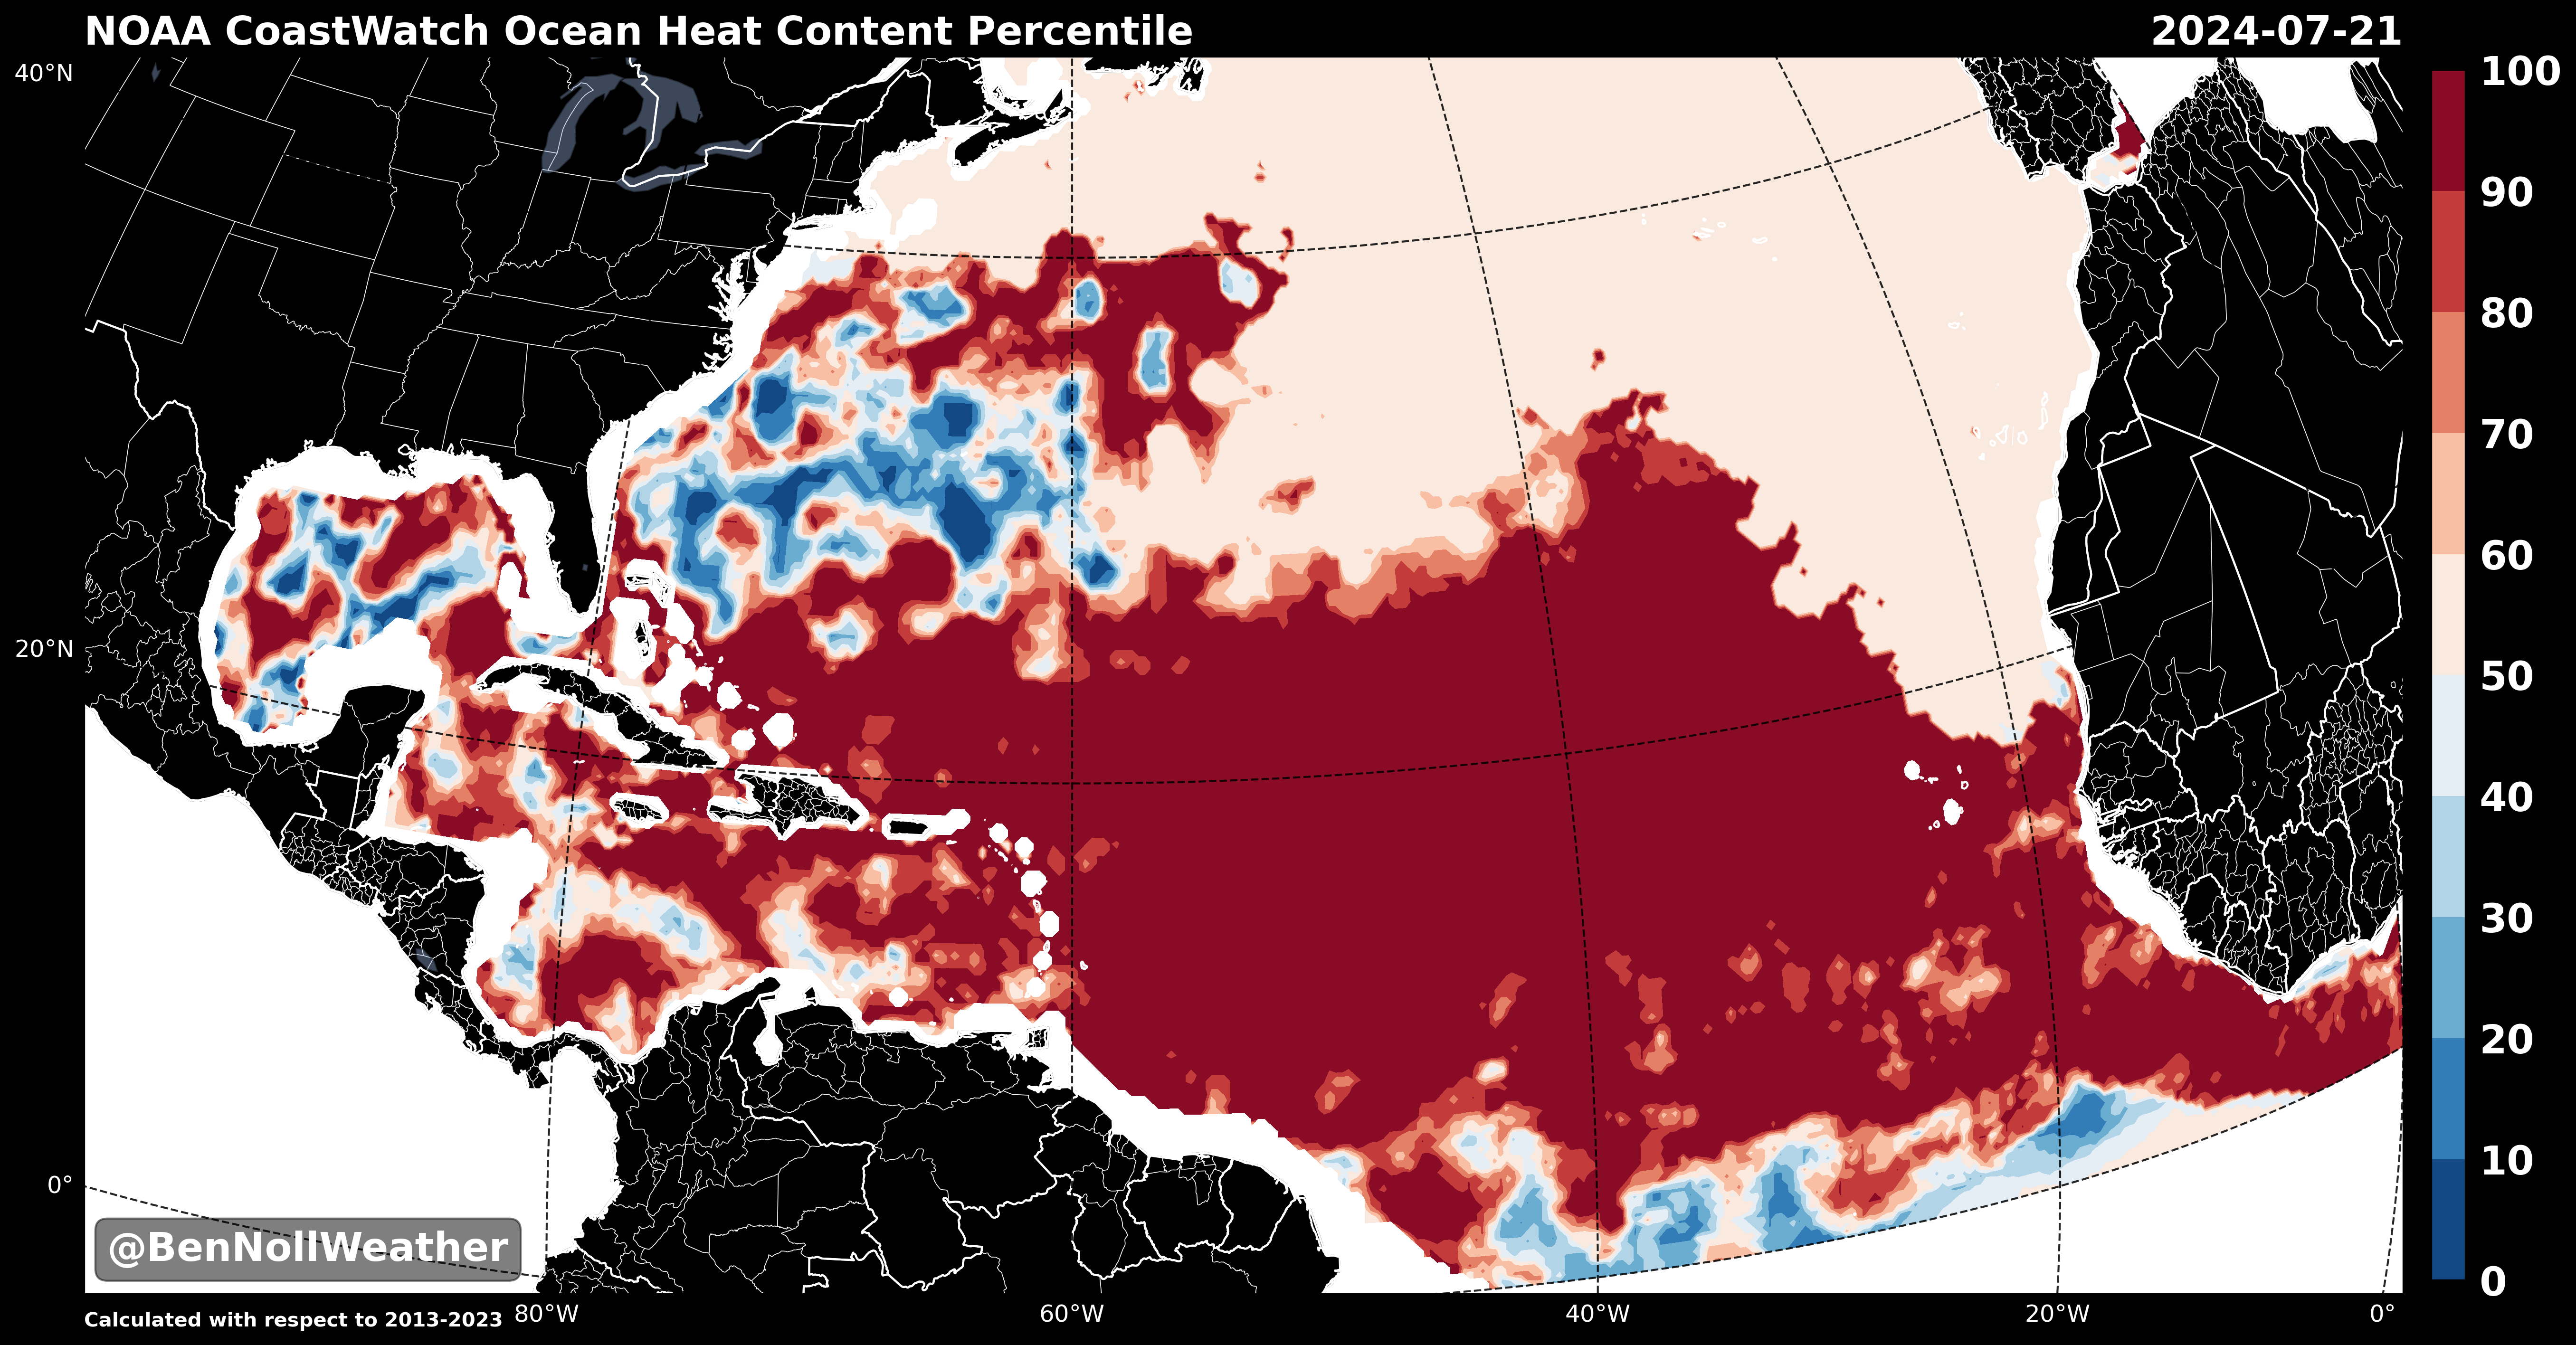 NOAA CoastWatch Ocean Heat Content Percentile 2024-07-21
40°N
20°N
0°
100
90
80
70
60
50
40
30
20
10
0
@BenNollWeather
Calculated with respect to 2013-2023
80°W 60°W 40°W 20°W 0°